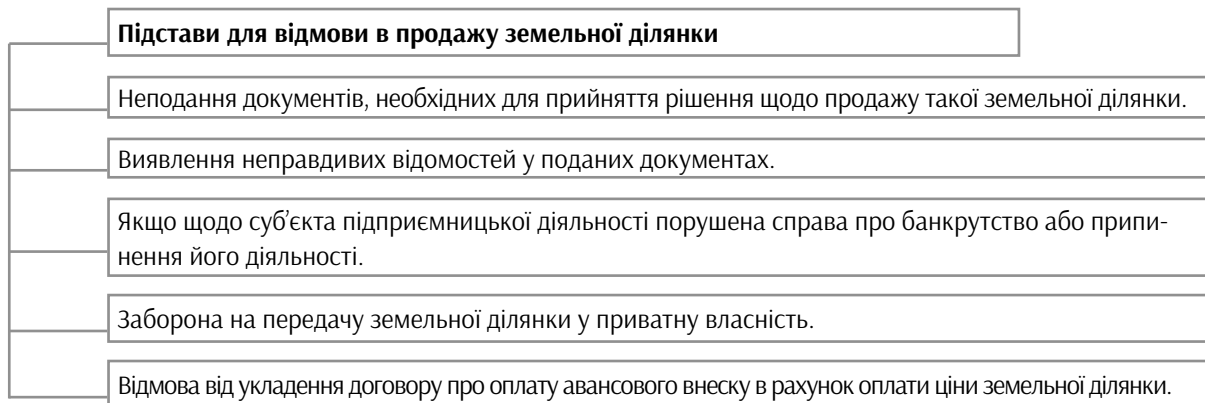 Підстави для відмови в продажу земельної ділянки
Неподання документів, необхідних для прийняття рішення щодо продажу такої земельної ділянки.
Виявлення неправдивих відомостей у поданих документах.
Якщо щодо суб’єкта підприємницької діяльності порушена справа про банкрутство або припи-
нення його діяльності.
Заборона на передачу земельної ділянки у приватну власність.
Відмова від укладення договору про оплату авансового внеску в рахунок оплати ціни земельної ділянки.